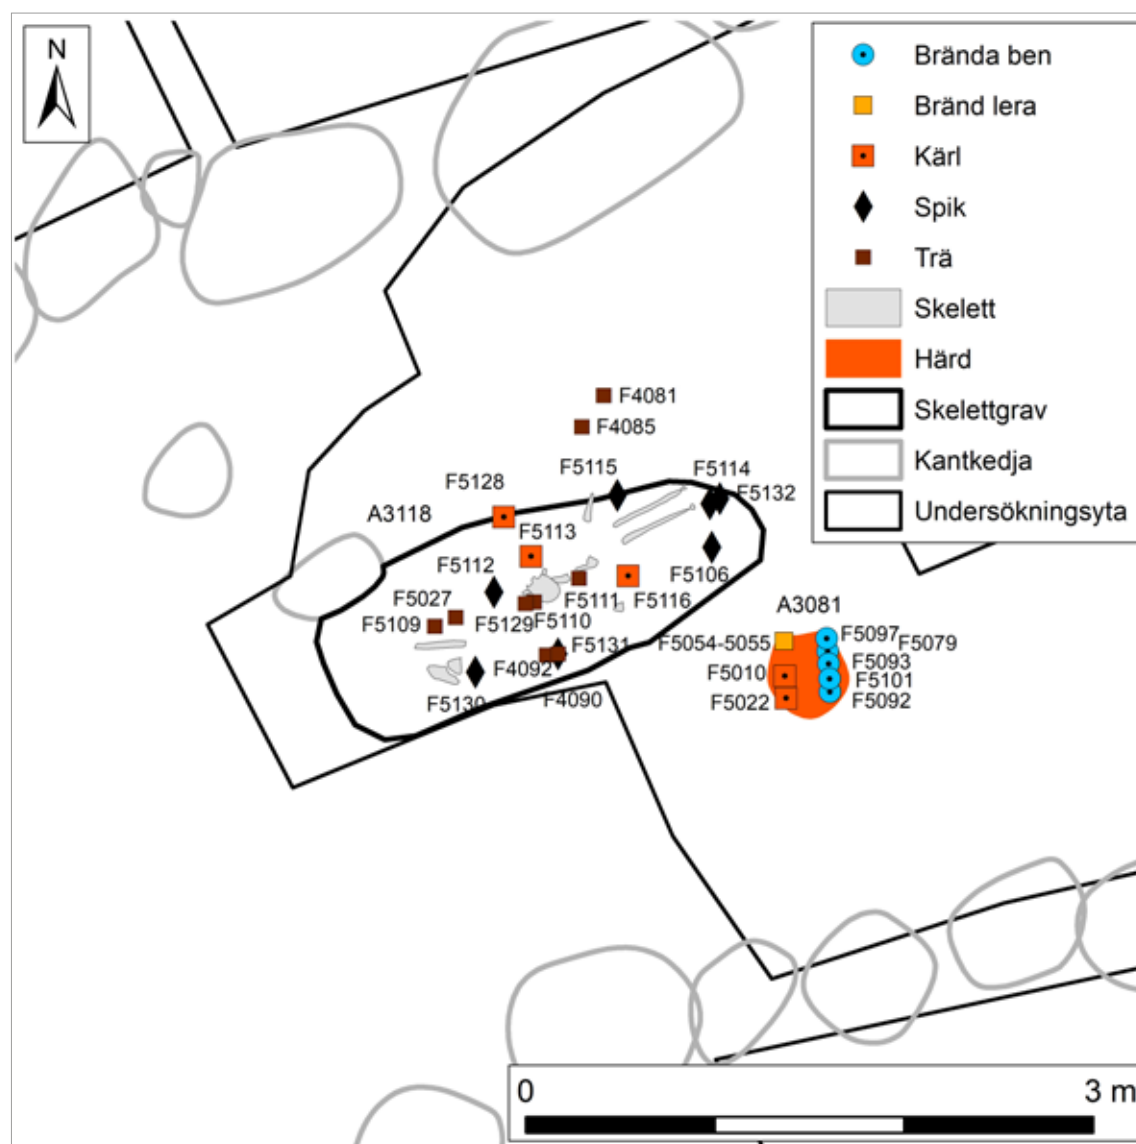 N
Brända ben
Bränd lera
Kärl
Spik
Trä
Skelett
Härd
Skelettgrav
Kantkedja
Undersökningsyta
F4081
F4085
F5115
F5114
F5128
F5132
A3118
F5113
F5112
F5106
F5027
F5111
F5116
F5109
F5129
F5110
A3081
F5131
F5054-5055
F5097
F5079
F4092
F5093
F5010
F5101
F5130
F4090
F5022
F5092
0
3 m